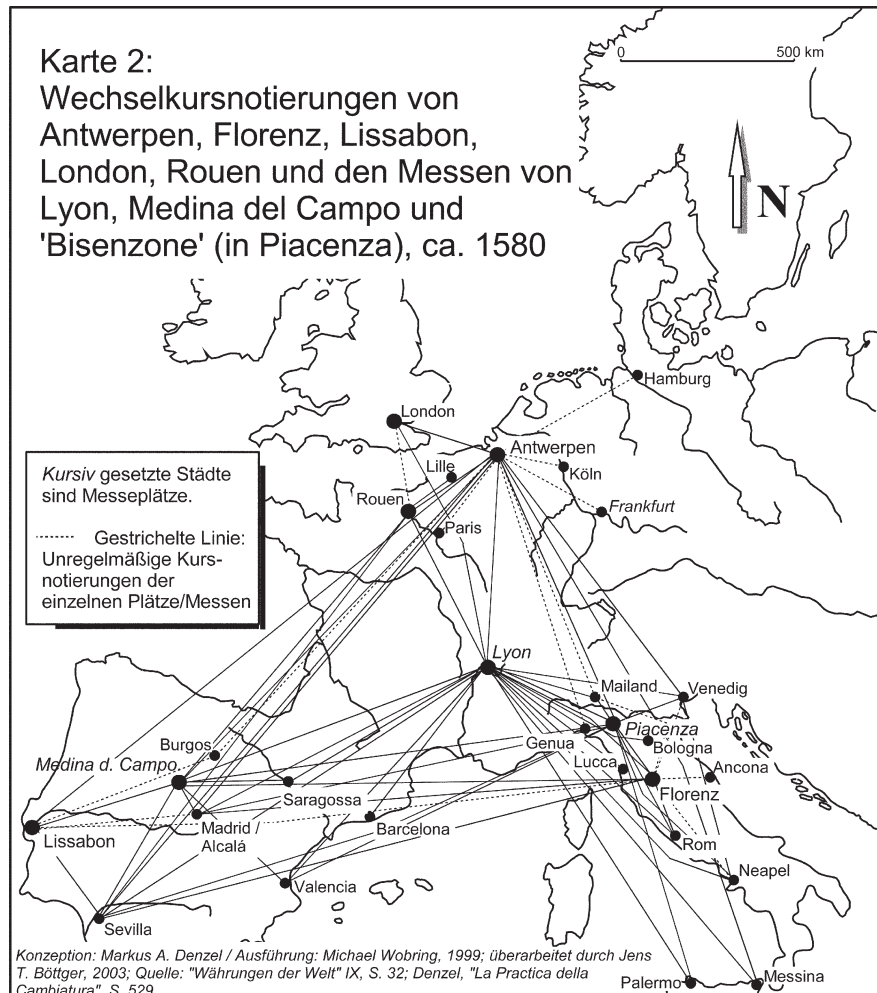 Karte 2:
Wechselkursnotierungen von
Antwerpen, Florenz, Lissabon,
London, Rouen und den Messen von
Lyon, Medina del Campo und
'Bisenzone' (in Piacenza), ca. 1580
0 500 km
N
Hamburg
London
Antwerpen
Lille
Köln
Rouen
Frankfurt
Paris
Kursiv gesetzte Städte
sind Messeplätze.
Gestrichelte Linie:
Unregelmäßige Kurs-
notierungen der
einzelnen Plätze/Messen
Lyon
Mailand
Venedig
Piacenza
Burgos
Genua
Bologna
Medina d. Campo
Lucca
Ancona
Saragossa
Florenz
Madrid /
Alcalá
Barcelona
Lissabon
Rom
Neapel
Valencia
Sevilla
Konzeption: Markus A. Denzel / Ausführung: Michael Wobring, 1999; überarbeitet durch Jens
T. Böttger, 2003; Quelle: "Währungen der Welt" IX, S. 32; Denzel, "La Practica della
Cambiatura", S. 529
Palermo
Messina